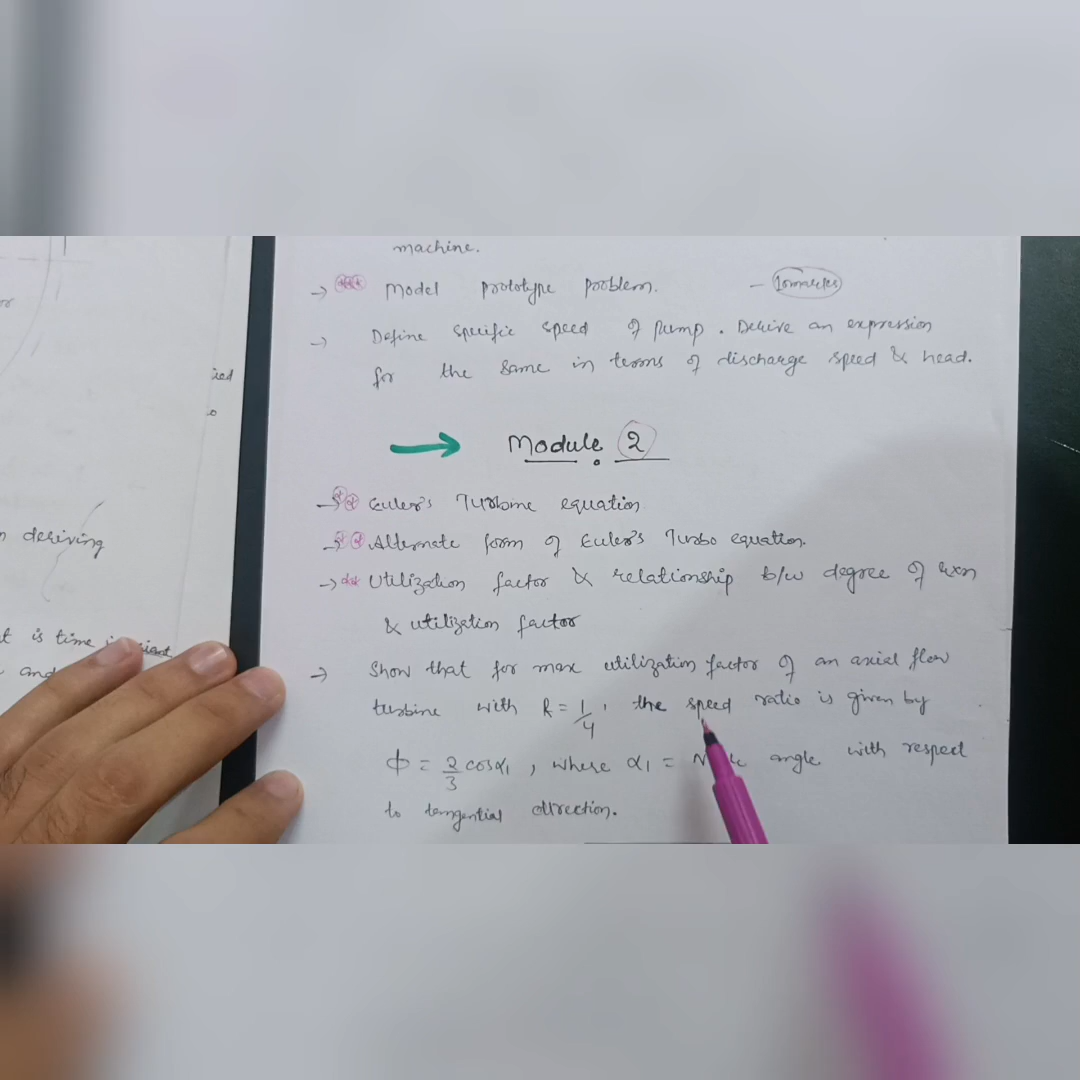 machine.
→ *** Model prototype problem. – 10marks
→ Define specific speed of pump. Derive an expression
for the same in terms of discharge speed & head.
Module 2
→ ** Euler's Turbine equation
→ ** Alternate form of Euler's Turbo equation.
→ ** Utilization factor & relationship b/w degree of rxn
& utilization factor
→ Show that for max utilization factor of an axial flow
turbine with R = 1/4, the speed ratio is given by
ϕ = 2/3 cosα1, where α1 = angle with respect
to tangential direction.
deriving
t is time
and